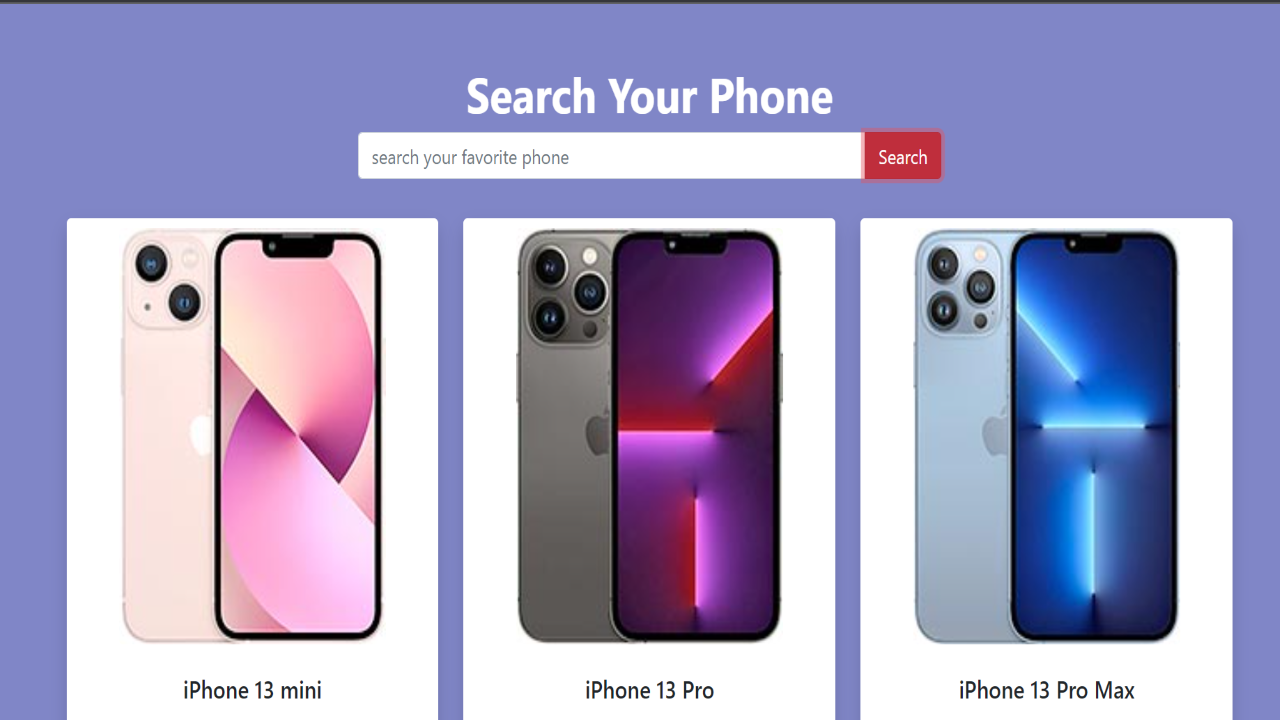 Search Your Phone
search your favorite phone
Search
iPhone 13 mini
iPhone 13 Pro
iPhone 13 Pro Max